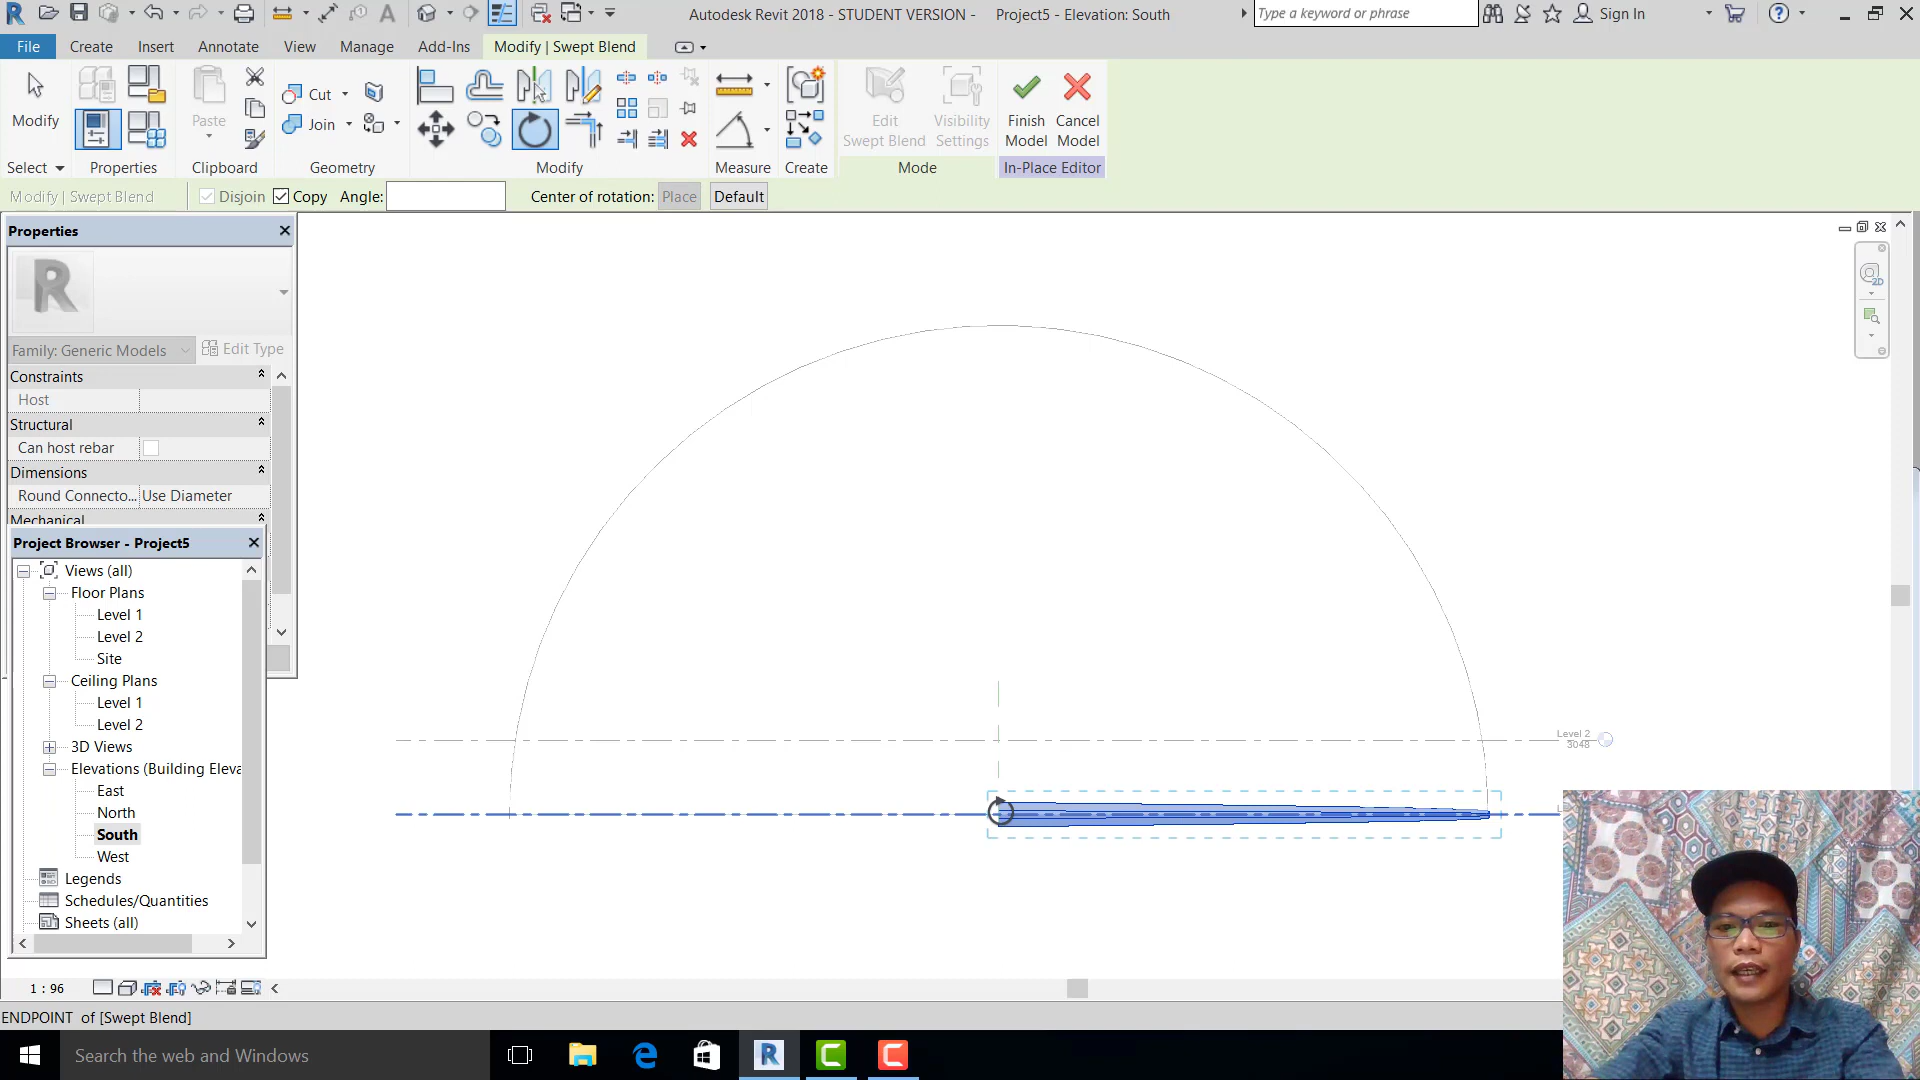 Autodesk Revit 2018 - STUDENT VERSION - Project5 - Elevation: South
Type a keyword or phrase
Sign In
File Create Insert Annotate View Manage Add-Ins Modify | Swept Blend
Modify
Paste
Cut
Join
Edit Swept Blend
Visibility Settings
Finish Model
Cancel Model
Select Properties Clipboard Geometry Modify Measure Create Mode In-Place Editor
Modify | Swept Blend Disjoin Copy Angle: Center of rotation: Place Default
Properties
R
Family: Generic Models Edit Type
Constraints
Host
Structural
Can host rebar
Dimensions
Round Connecto... Use Diameter
Mechanical
Project Browser - Project5
Views (all)
Floor Plans
Level 1
Level 2
Site
Ceiling Plans
Level 1
Level 2
3D Views
Elevations (Building Eleva
East
North
South
West
Legends
Schedules/Quantities
Sheets (all)
Level 2
3048
2D
1 : 96
ENDPOINT of [Swept Blend]
Search the web and Windows